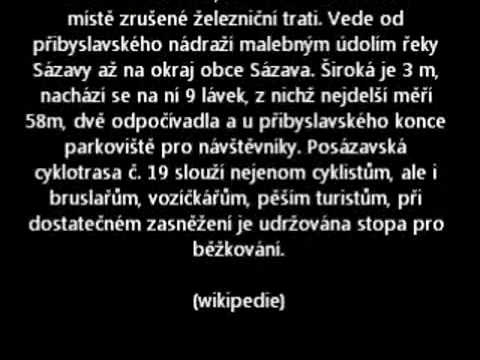 místě zrušené železniční trati. Vede od
přibyslavského nádraží malebným údolím řeky
Sázavy až na okraj obce Sázava. Široká je 3 m,
nachází se na ní 9 lávek, z nichž nejdelší měří
58m, dvě odpočívadla a u přibyslavského konce
parkoviště pro návštěvníky. Posázavská
cyklotrasa č. 19 slouží nejenom cyklistům, ale i
bruslařům, vozíčkářům, pěším turistům, při
dostatečném zasněžení je udržována stopa pro
běžkování.
(wikipedie)